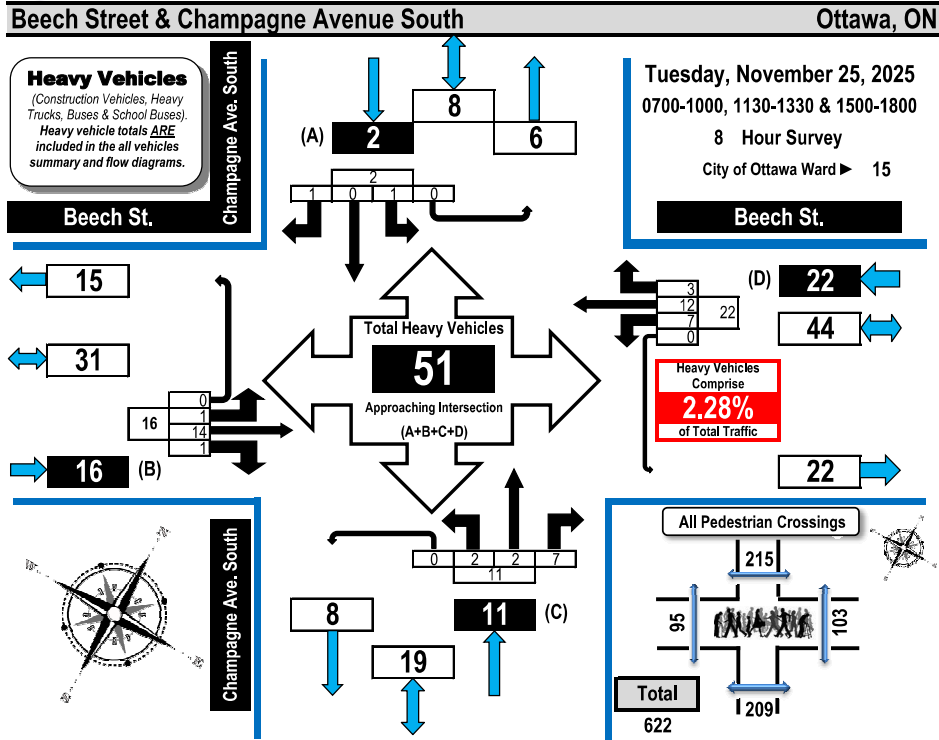 Beech Street & Champagne Avenue South
Ottawa, ON
Heavy Vehicles
(Construction Vehicles, Heavy
Trucks, Buses & School Buses).
Heavy vehicle totals ARE
included in the all vehicles
summary and flow diagrams.
Champagne Ave. South
Beech St.
8
(A)
2
6
2
1 0 1 0
Tuesday, November 25, 2025
0700-1000, 1130-1330 & 1500-1800
8 Hour Survey
City of Ottawa Ward ► 15
Beech St.
15
31
0
1
16
14
1
16
(B)
Total Heavy Vehicles
51
Approaching Intersection
(A+B+C+D)
3
12
22
7
0
(D)
22
44
Heavy Vehicles
Comprise
2.28%
of Total Traffic
22
Champagne Ave. South
0 2 2 7
11
8
11
(C)
19
All Pedestrian Crossings
215
95
103
209
Total
622